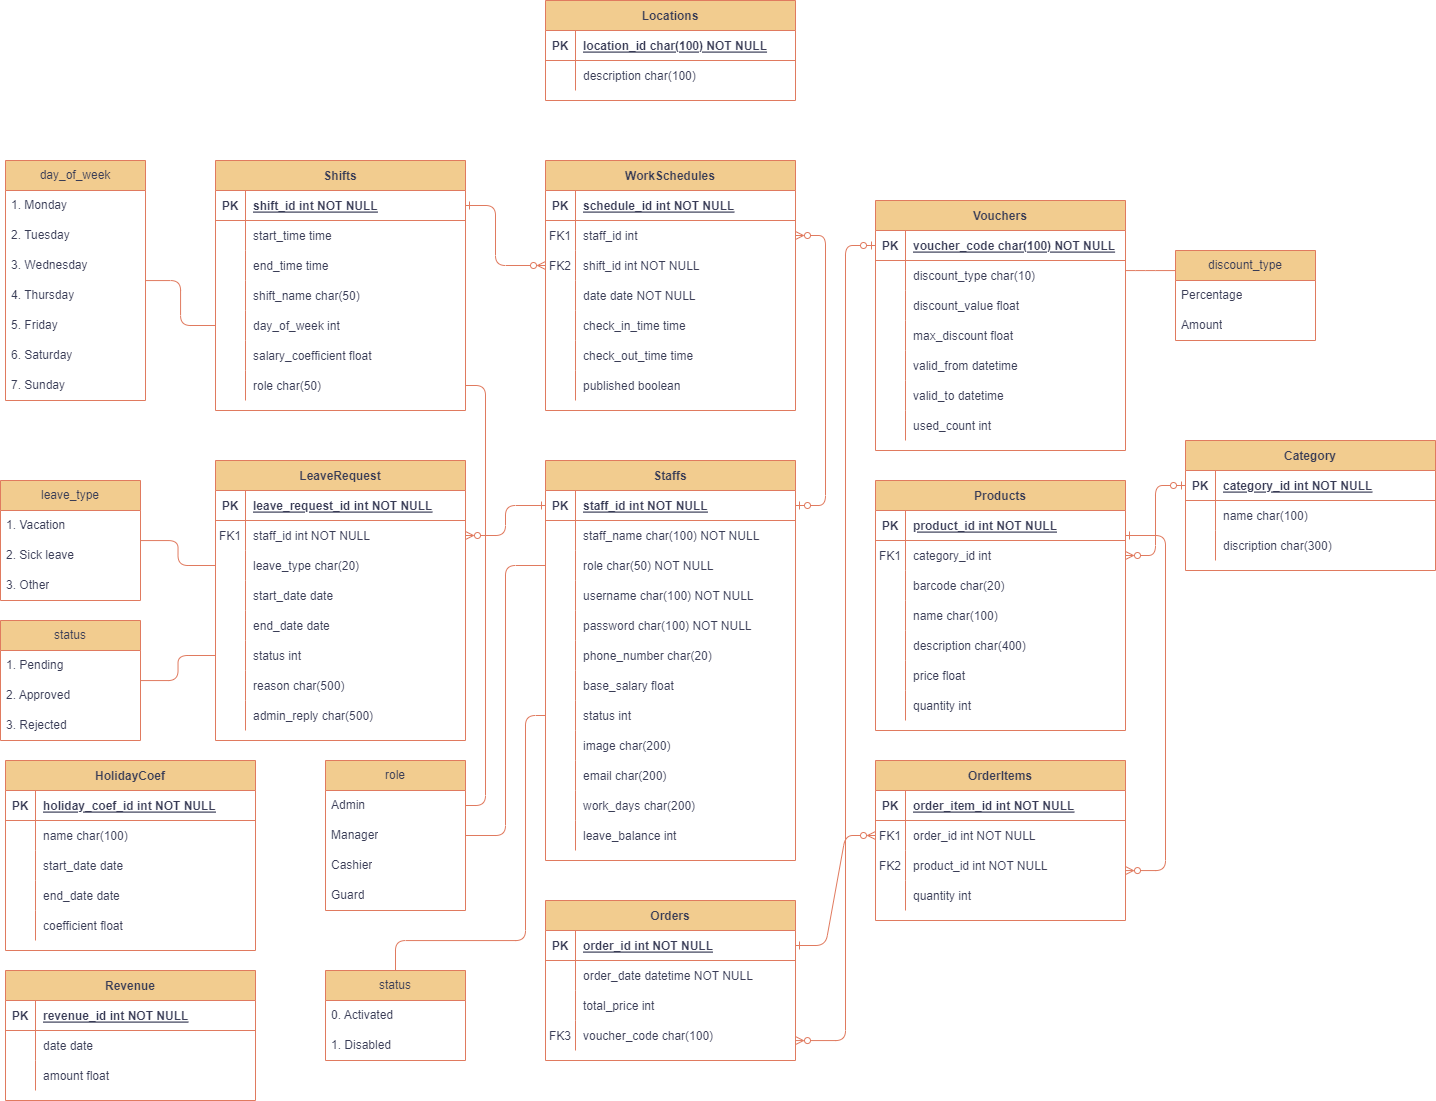 Locations
PK location_id char(100) NOT NULL
description char(100)
day_of_week
1. Monday
2. Tuesday
3. Wednesday
4. Thursday
5. Friday
6. Saturday
7. Sunday
Shifts
PK shift_id int NOT NULL
start_time time
end_time time
shift_name char(50)
day_of_week int
salary_coefficient float
role char(50)
WorkSchedules
PK schedule_id int NOT NULL
FK1 staff_id int
FK2 shift_id int NOT NULL
date date NOT NULL
check_in_time time
check_out_time time
published boolean
Vouchers
PK voucher_code char(100) NOT NULL
discount_type char(10)
discount_value float
max_discount float
valid_from datetime
valid_to datetime
used_count int
discount_type
Percentage
Amount
leave_type
1. Vacation
2. Sick leave
3. Other
status
1. Pending
2. Approved
3. Rejected
LeaveRequest
PK leave_request_id int NOT NULL
FK1 staff_id int NOT NULL
leave_type char(20)
start_date date
end_date date
status int
reason char(500)
admin_reply char(500)
Staffs
PK staff_id int NOT NULL
staff_name char(100) NOT NULL
role char(50) NOT NULL
username char(100) NOT NULL
password char(100) NOT NULL
phone_number char(20)
base_salary float
status int
image char(200)
email char(200)
work_days char(200)
leave_balance int
Products
PK product_id int NOT NULL
FK1 category_id int
barcode char(20)
name char(100)
description char(400)
price float
quantity int
Category
PK category_id int NOT NULL
name char(100)
discription char(300)
HolidayCoef
PK holiday_coef_id int NOT NULL
name char(100)
start_date date
end_date date
coefficient float
role
Admin
Manager
Cashier
Guard
OrderItems
PK order_item_id int NOT NULL
FK1 order_id int NOT NULL
FK2 product_id int NOT NULL
quantity int
Revenue
PK revenue_id int NOT NULL
date date
amount float
status
0. Activated
1. Disabled
Orders
PK order_id int NOT NULL
order_date datetime NOT NULL
total_price int
FK3 voucher_code char(100)